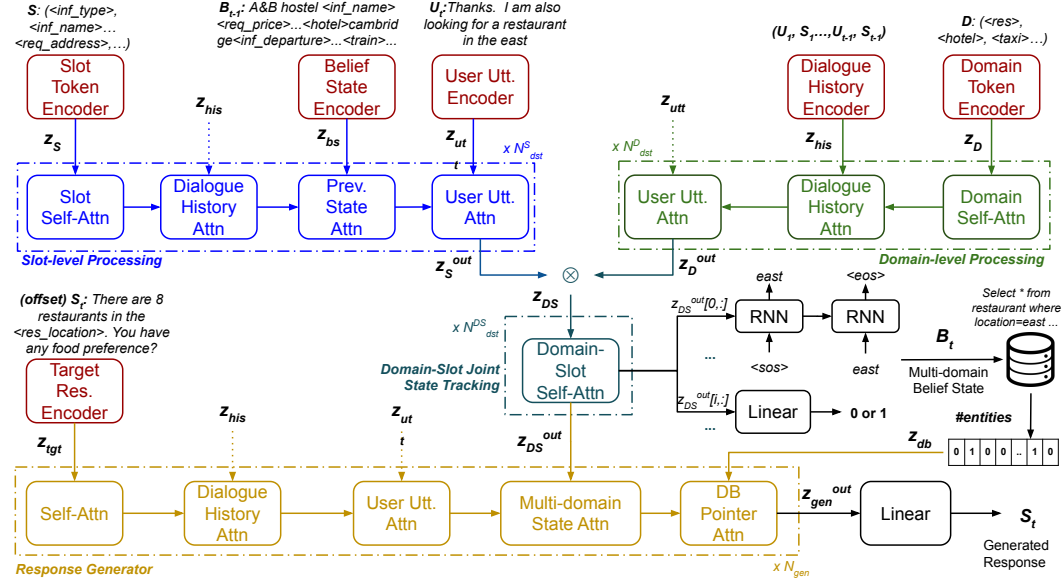 S: (<inf_type>,
<inf_name>...
<req_address>,...)
B_{t-1}: A&B hostel <inf_name>
<req_price>...<hotel>cambrid
ge<inf_departure>...<train>...
U_t: Thanks. I am also
looking for a restaurant
in the east
(U_1, S_1...,U_{t-1}, S_{t-1})
D: (<res>,
<hotel>, <taxi>...)
Slot
Token
Encoder
Belief
State
Encoder
User Utt.
Encoder
Dialogue
History
Encoder
Domain
Token
Encoder
z_S
z_his
z_bs
z_ut
t
z_utt
z_his
z_D
x N^S_dst
x N^D_dst
Slot
Self-Attn
Dialogue
History
Attn
Prev.
State
Attn
User Utt.
Attn
User Utt.
Attn
Dialogue
History
Attn
Domain
Self-Attn
Slot-level Processing
Domain-level Processing
z_S^out
⊗
z_D^out
(offset) S_t: There are 8
restaurants in the
<res_location>. You have
any food preference?
z_DS
x N^DS_dst
Domain-
Slot
Self-Attn
Domain-Slot Joint
State Tracking
east
<eos>
z_DS^out[0,:]
RNN
RNN
...
<sos>
east
z_DS^out[i,:]
Linear
0 or 1
...
B_t
Multi-domain
Belief State
Select * from
restaurant where
location=east ...
#entities
0 1 0 0 .. 1 0
z_db
Target
Res.
Encoder
z_tgt
z_his
z_ut
t
z_DS^out
Self-Attn
Dialogue
History
Attn
User Utt.
Attn
Multi-domain
State Attn
DB
Pointer
Attn
z_gen^out
Linear
S_t
Generated
Response
Response Generator
x N_gen